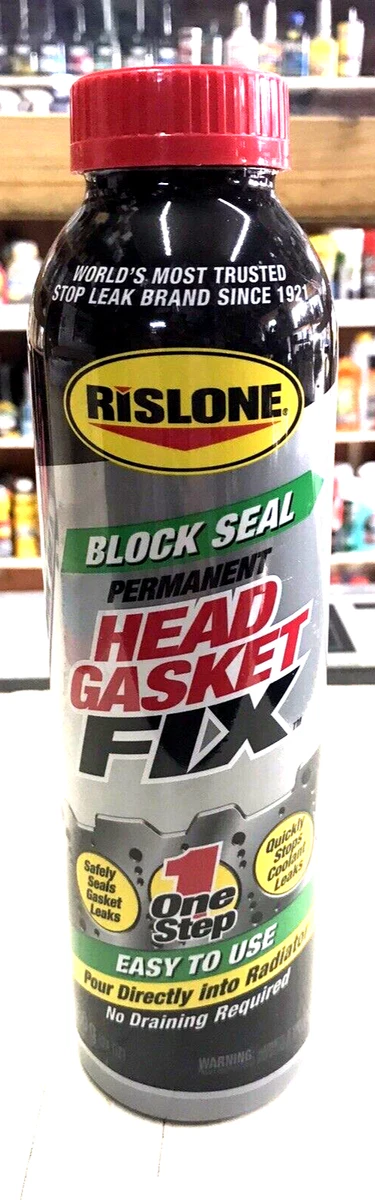 WORLD'S MOST TRUSTED
STOP LEAK BRAND SINCE 1921
RiSLONE®
BLOCK SEAL
PERMANENT
HEAD
GASKET
FIX™
Safely
Seals
Gasket
Leaks
1
One
Step
Quickly
Stops
Coolant
Leaks
EASY TO USE
Pour Directly into Radiator
No Draining Required
WARNING: